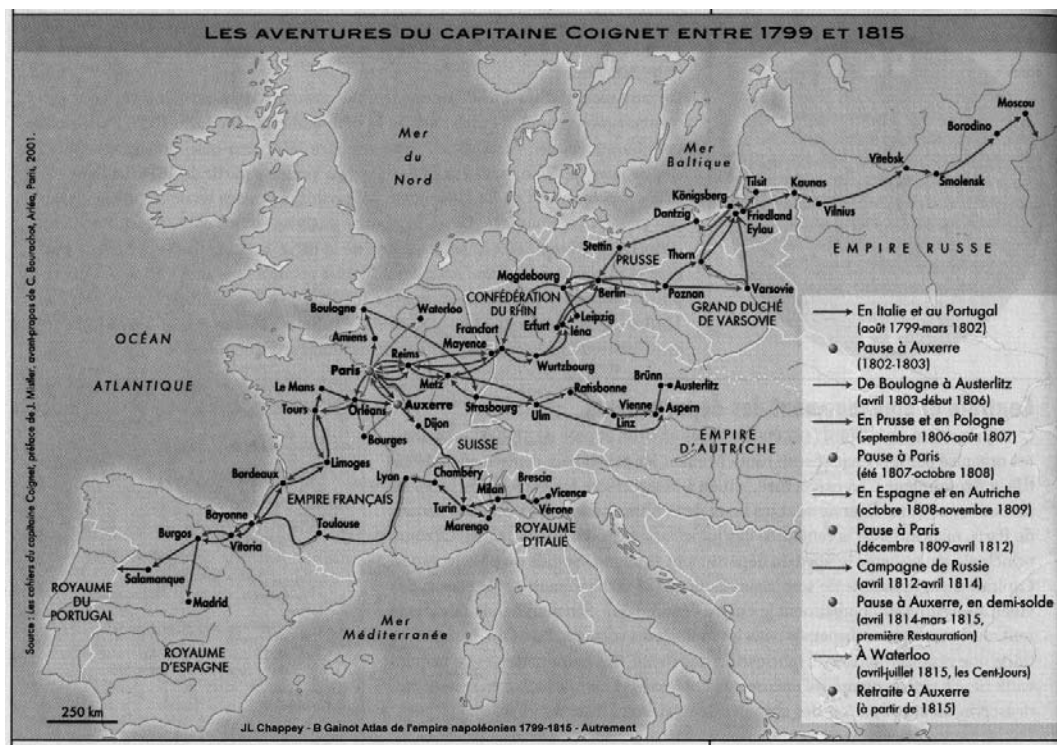 LES AVENTURES DU CAPITAINE COIGNET ENTRE 1799 ET 1815
Source : Les cahiers du capitaine Coignet, préface de J. Mistler, avant-propos de C. Bourachot, Arléa, Paris, 2001.
Mer
du
Nord
Mer
Baltique
Moscou
Borodino
Vitebsk
Smolensk
Tilsit
Kaunas
Vilnius
Königsberg
Friedland
Eylau
Dantzig
Stettin
Thorn
PRUSSE
EMPIRE RUSSE
Magdebourg
Berlin
Poznan
Varsovie
GRAND DUCHÉ
DE VARSOVIE
CONFÉDÉRATION
DU RHIN
Leipzig
Erfurt
Iéna
Boulogne
Waterloo
Amiens
Francfort
Mayence
Reims
Wurtzbourg
OCÉAN
ATLANTIQUE
Paris
Metz
Le Mans
Ratisbonne
Brünn
Austerlitz
Auxerre
Strasbourg
Ulm
Vienne
Aspern
Linz
Tours
Orléans
Dijon
Bourges
SUISSE
EMPIRE
D'AUTRICHE
Limoges
Bordeaux
Lyon
Chambéry
Brescia
Milan
Vicence
Vérone
EMPIRE FRANÇAIS
Turin
Marengo
ROYAUME
D'ITALIE
Bayonne
Toulouse
Burgos
Vitoria
Salamanque
ROYAUME
DU
PORTUGAL
Madrid
Mer
Méditerranée
ROYAUME
D'ESPAGNE
En Italie et au Portugal
(août 1799-mars 1802)
Pause à Auxerre
(1802-1803)
De Boulogne à Austerlitz
(avril 1803-début 1806)
En Prusse et en Pologne
(septembre 1806-août 1807)
Pause à Paris
(été 1807-octobre 1808)
En Espagne et en Autriche
(octobre 1808-novembre 1809)
Pause à Paris
(décembre 1809-avril 1812)
Campagne de Russie
(avril 1812-avril 1814)
Pause à Auxerre, en demi-solde
(avril 1814-mars 1815,
première Restauration)
À Waterloo
(avril-juillet 1815, les Cent-Jours)
Retraite à Auxerre
(à partir de 1815)
250 km
JL Chappey - B Gainot Atlas de l'empire napoléonien 1799-1815 - Autrement